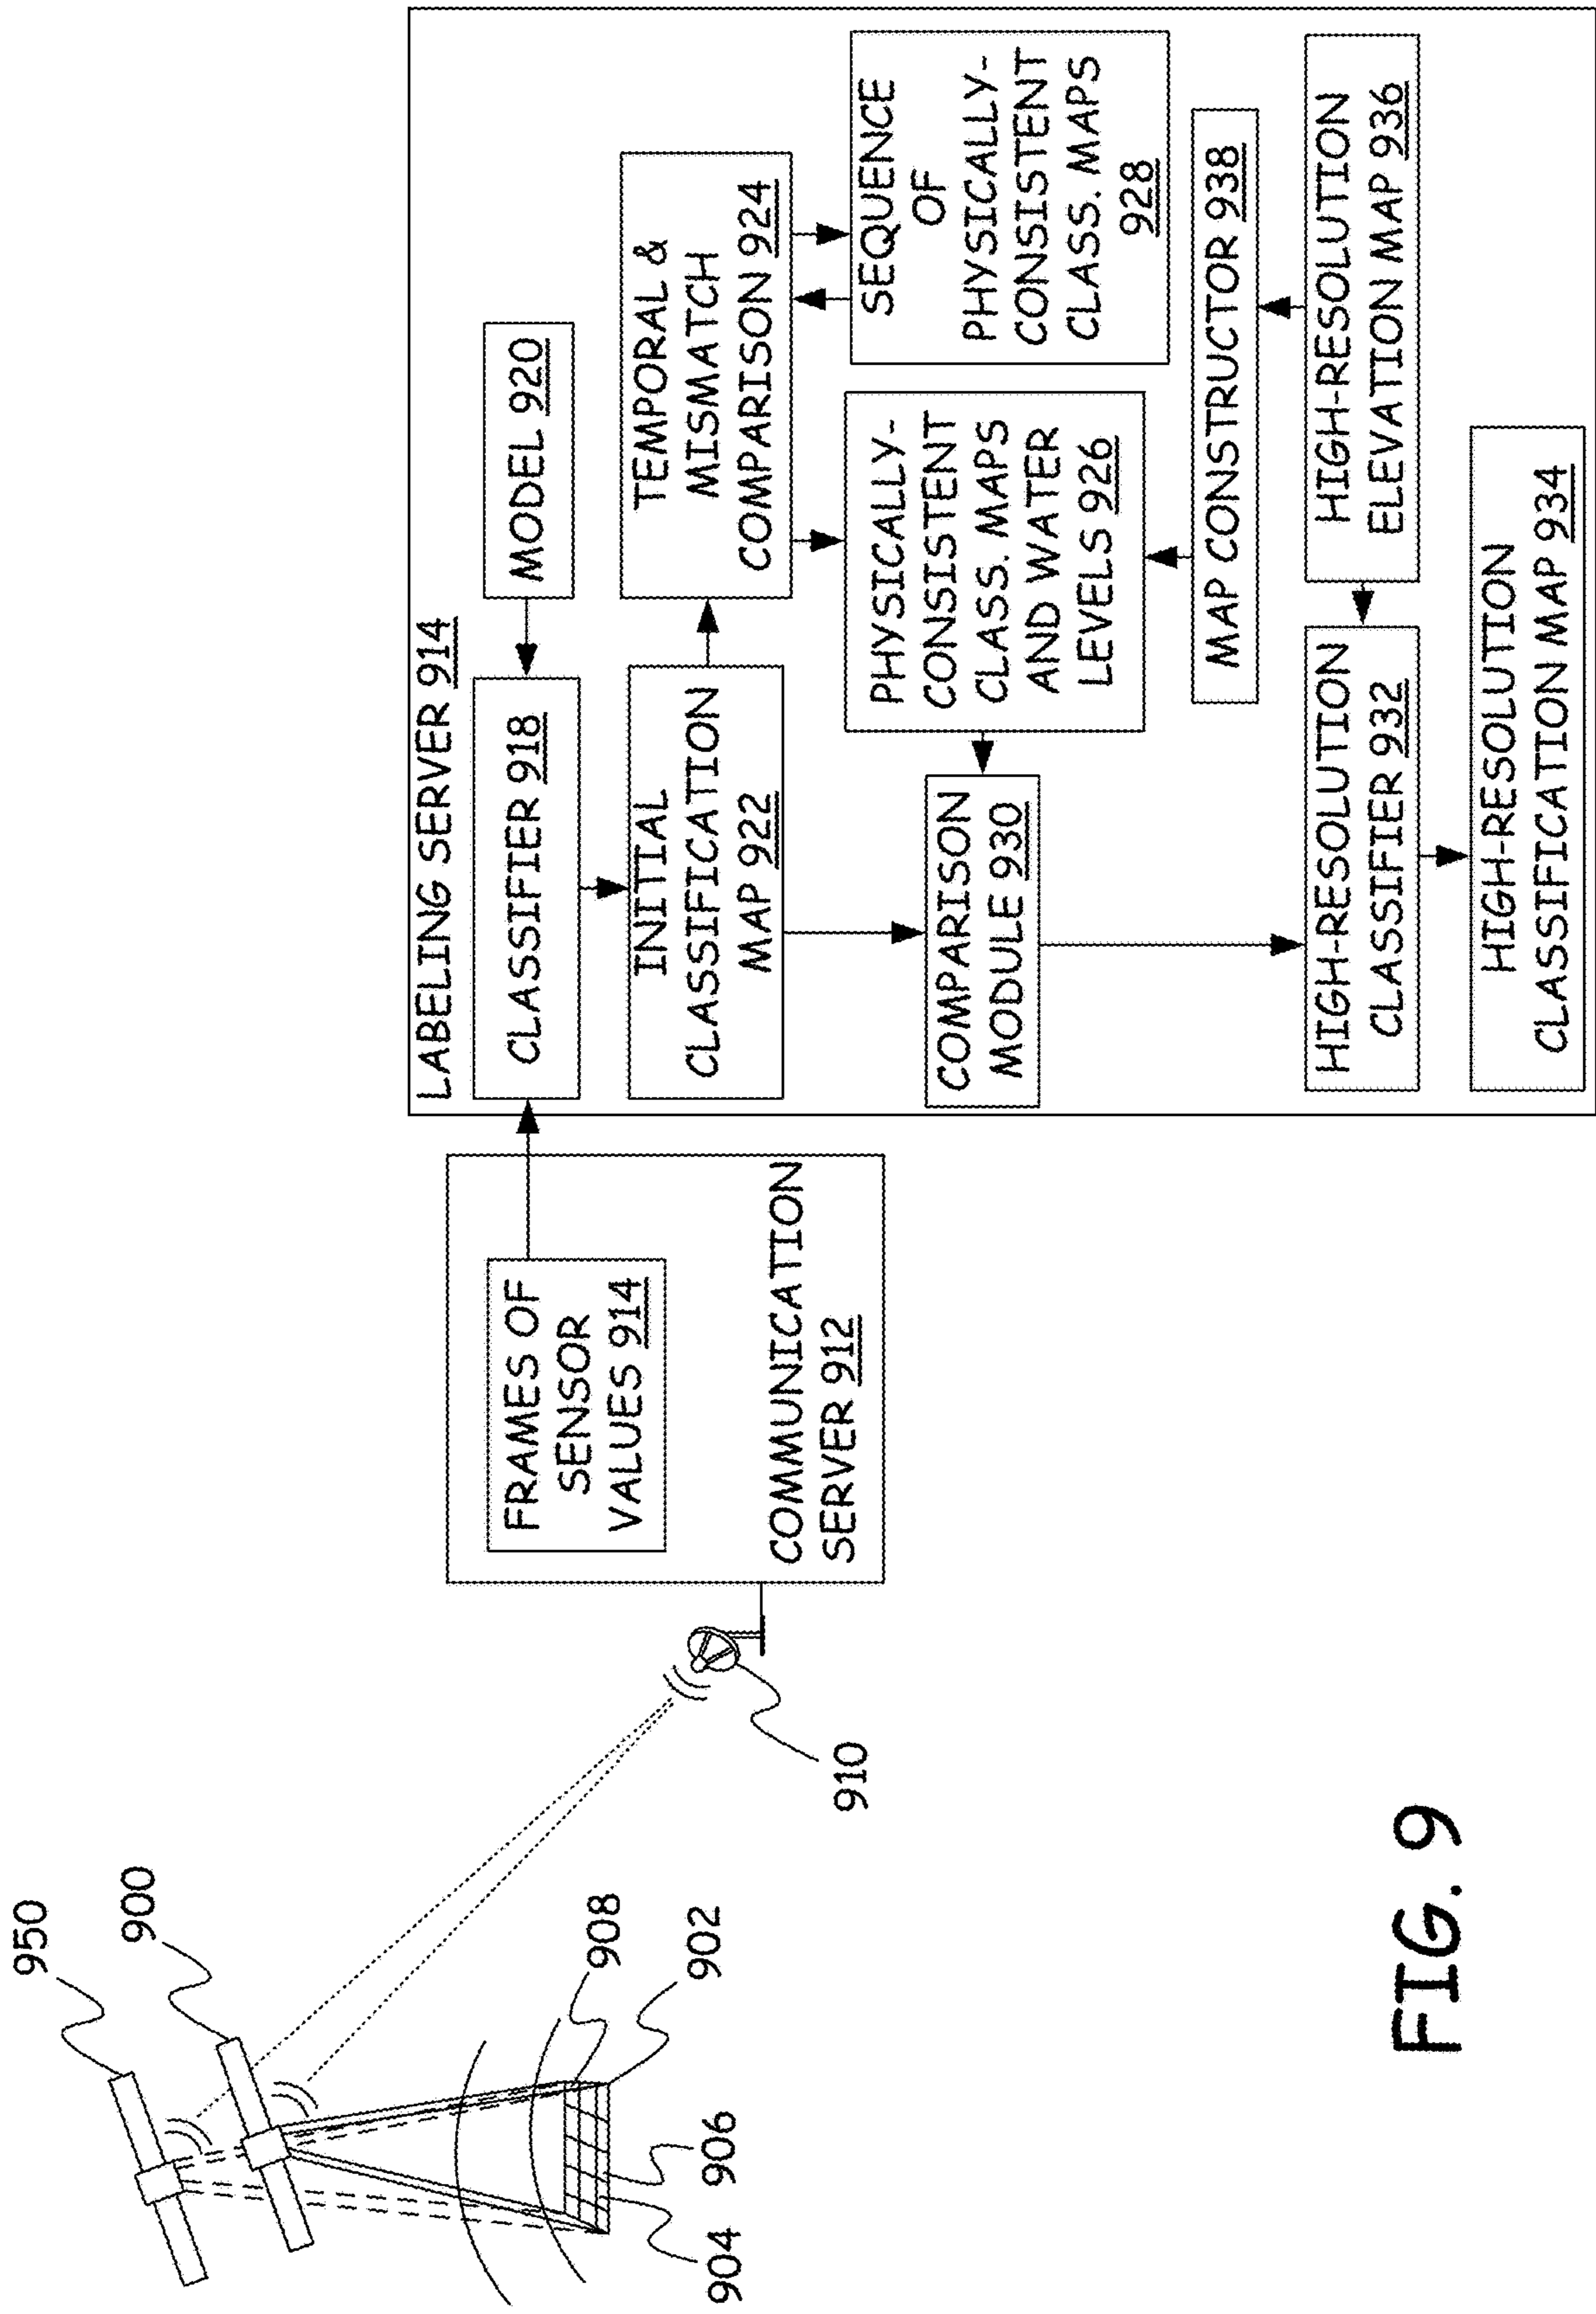 950
900
908
902
906
904
910
FRAMES OF
SENSOR
VALUES 914
COMMUNICATION
SERVER 912
LABELING SERVER 914
CLASSIFIER 918
MODEL 920
INITIAL
CLASSIFICATION
MAP 922
TEMPORAL &
MISMATCH
COMPARISON 924
PHYSICALLY-
CONSISTENT
CLASS. MAPS
AND WATER
LEVELS 926
SEQUENCE
OF
PHYSICALLY-
CONSISTENT
CLASS. MAPS
928
COMPARISON
MODULE 930
MAP CONSTRUCTOR 938
HIGH-RESOLUTION
CLASSIFIER 932
HIGH-RESOLUTION
ELEVATION MAP 936
HIGH-RESOLUTION
CLASSIFICATION MAP 934
FIG. 9